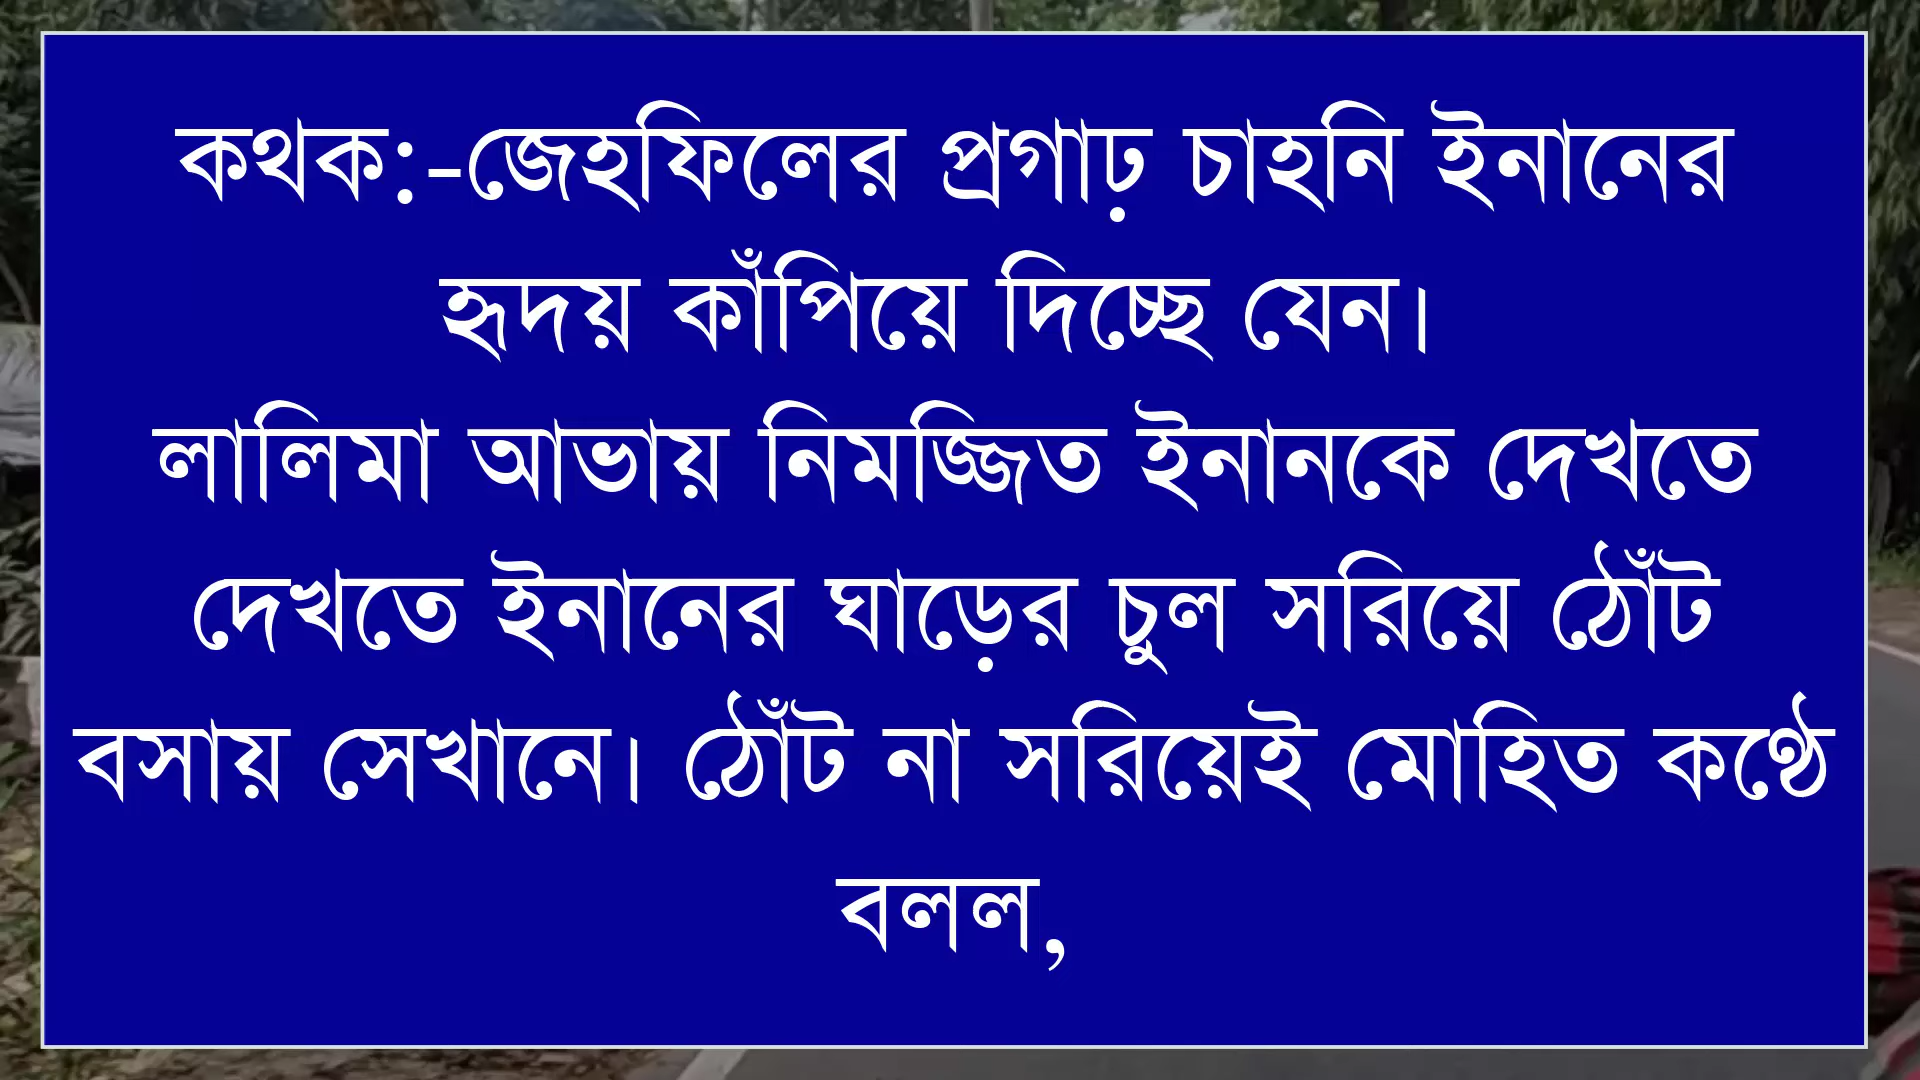 কথক:-জেহফিলের প্রগাঢ় চাহনি ইনানের
হৃদয় কাঁপিয়ে দিচ্ছে যেন।
লালিমা আভায় নিমজ্জিত ইনানকে দেখতে
দেখতে ইনানের ঘাড়ের চুল সরিয়ে ঠোঁট
বসায় সেখানে। ঠোঁট না সরিয়েই মোহিত কণ্ঠে
বলল,